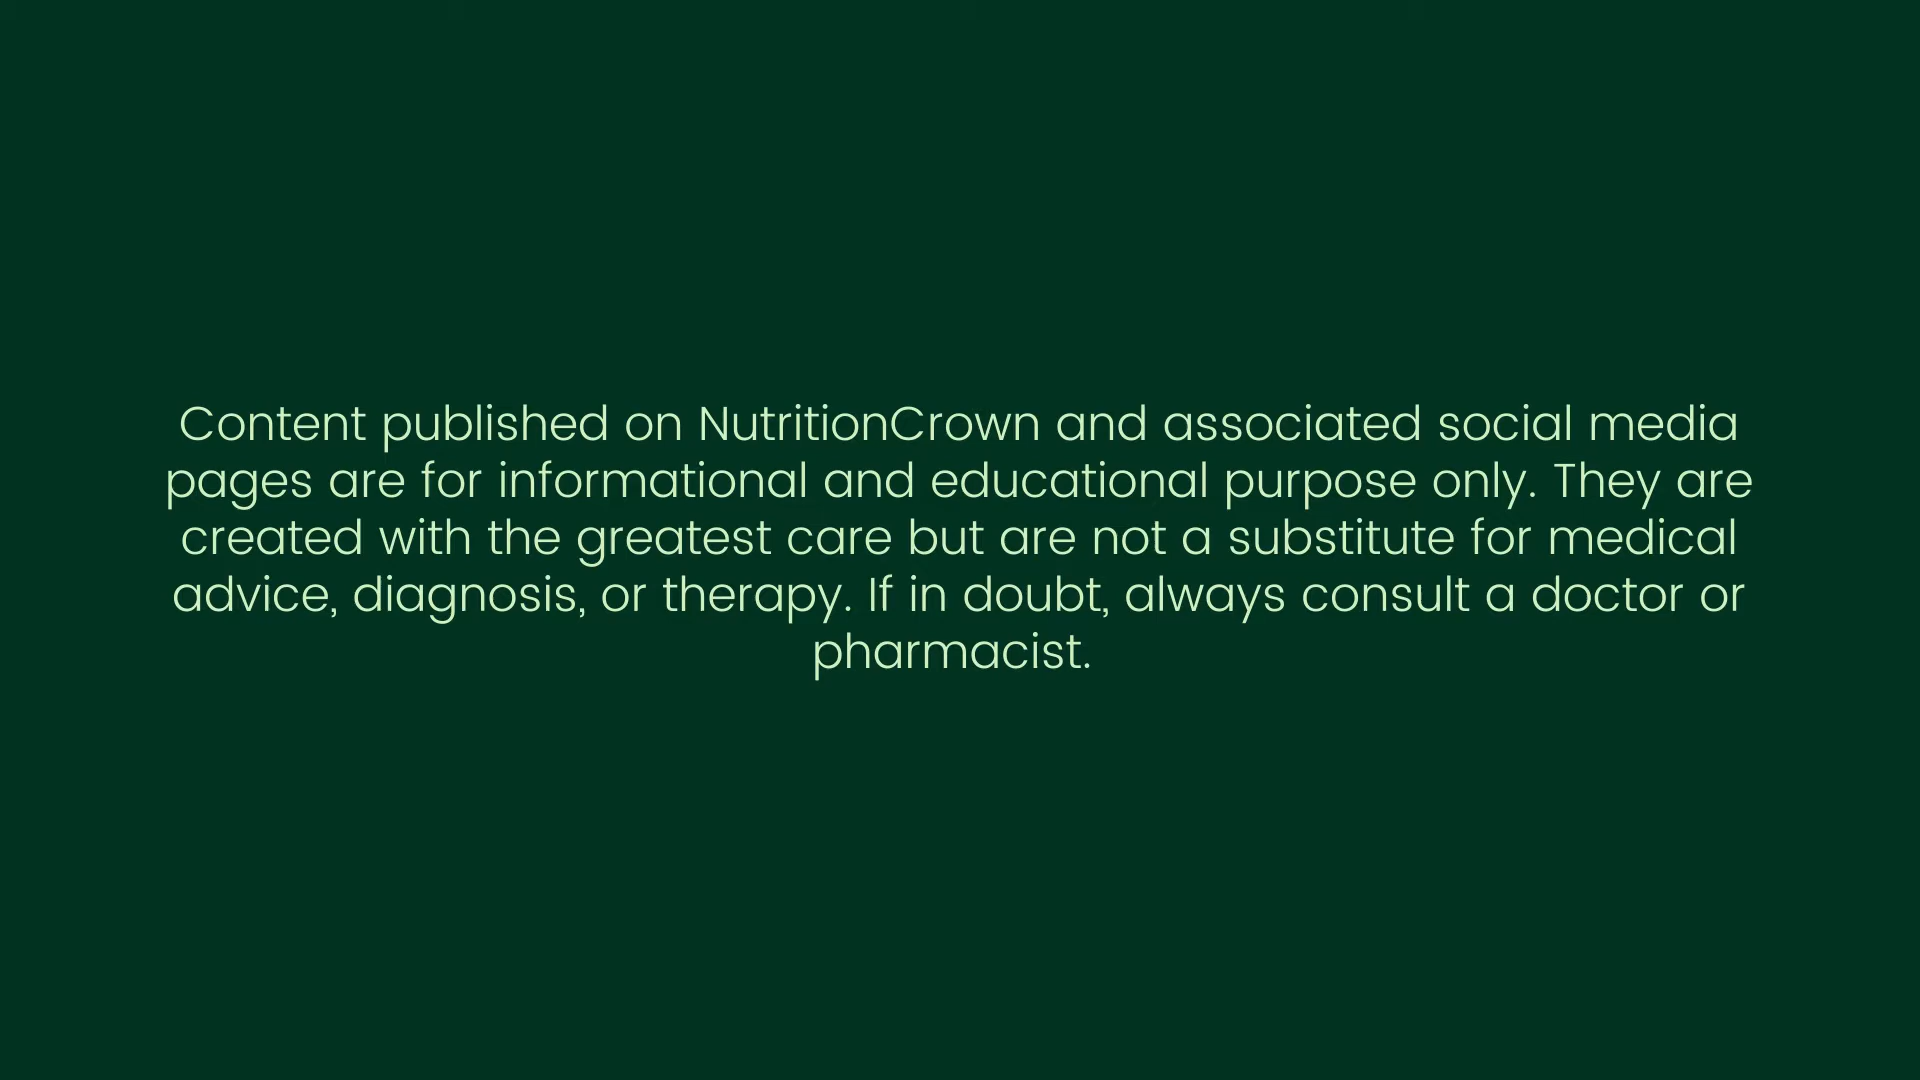 Content published on NutritionCrown and associated social media
pages are for informational and educational purpose only. They are
created with the greatest care but are not a substitute for medical
advice, diagnosis, or therapy. If in doubt, always consult a doctor or
pharmacist.